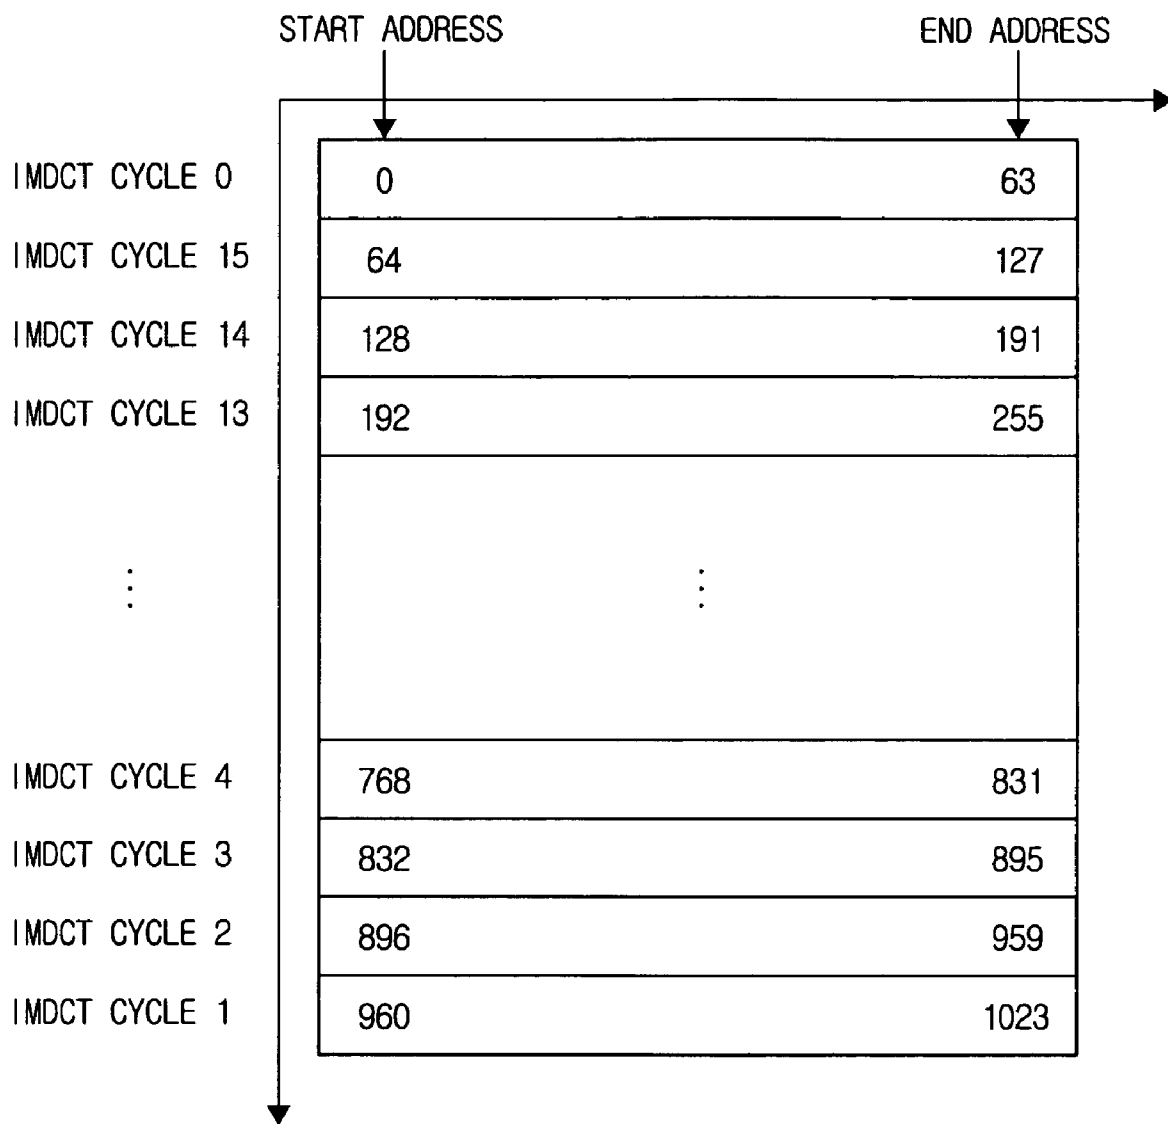 START ADDRESS END ADDRESS
IMDCT CYCLE 0 0 63
IMDCT CYCLE 15 64 127
IMDCT CYCLE 14 128 191
IMDCT CYCLE 13 192 255
⋮ ⋮
IMDCT CYCLE 4 768 831
IMDCT CYCLE 3 832 895
IMDCT CYCLE 2 896 959
IMDCT CYCLE 1 960 1023